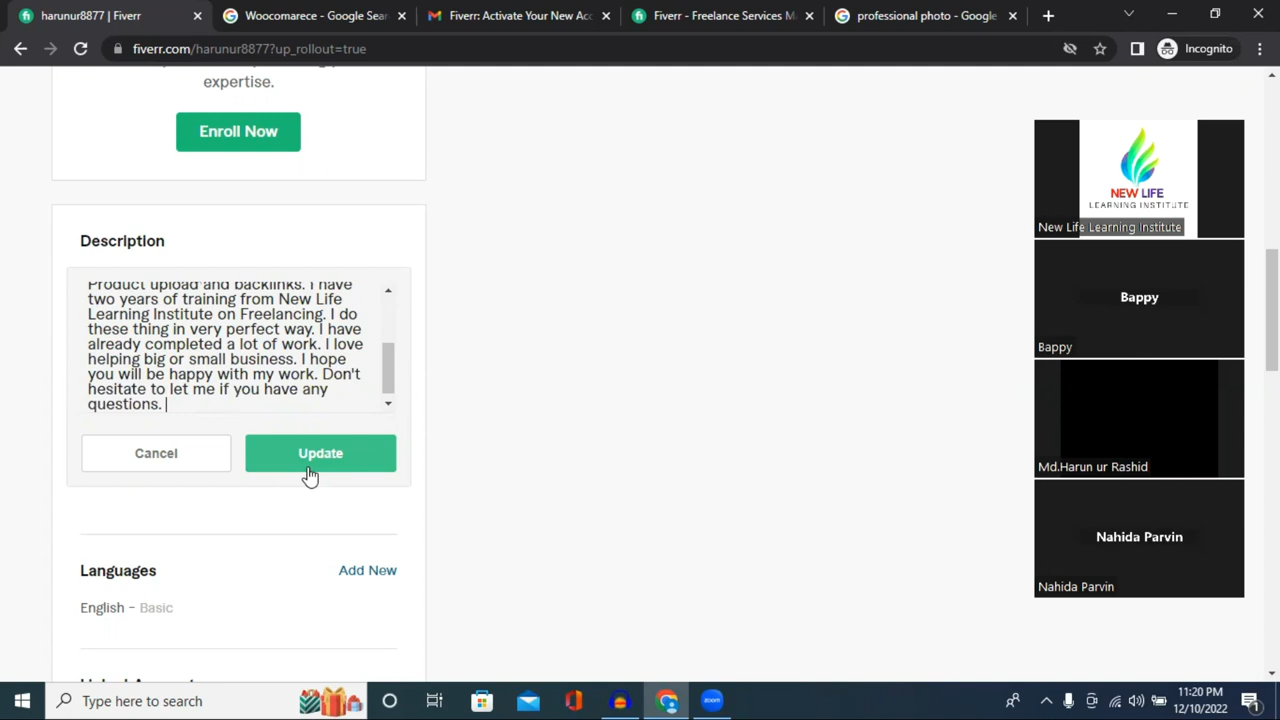 harunur8877 | Fiverr
Woocomarece - Google Sear
Fiverr: Activate Your New Acc
Fiverr - Freelance Services Ma
professional photo - Google
fiverr.com/harunur8877?up_rollout=true
Incognito
expertise.
Enroll Now
Description
Product upload and backlinks. I have
two years of training from New Life
Learning Institute on Freelancing. I do
these thing in very perfect way. I have
already completed a lot of work. I love
helping big or small business. I hope
you will be happy with my work. Don't
hesitate to let me if you have any
questions.
Cancel
Update
Languages
Add New
English - Basic
NEW LIFE
LEARNING INSTITUTE
New Life Learning Institute
Bappy
Bappy
Md.Harun ur Rashid
Nahida Parvin
Nahida Parvin
Type here to search
zoom
11:20 PM
12/10/2022
1